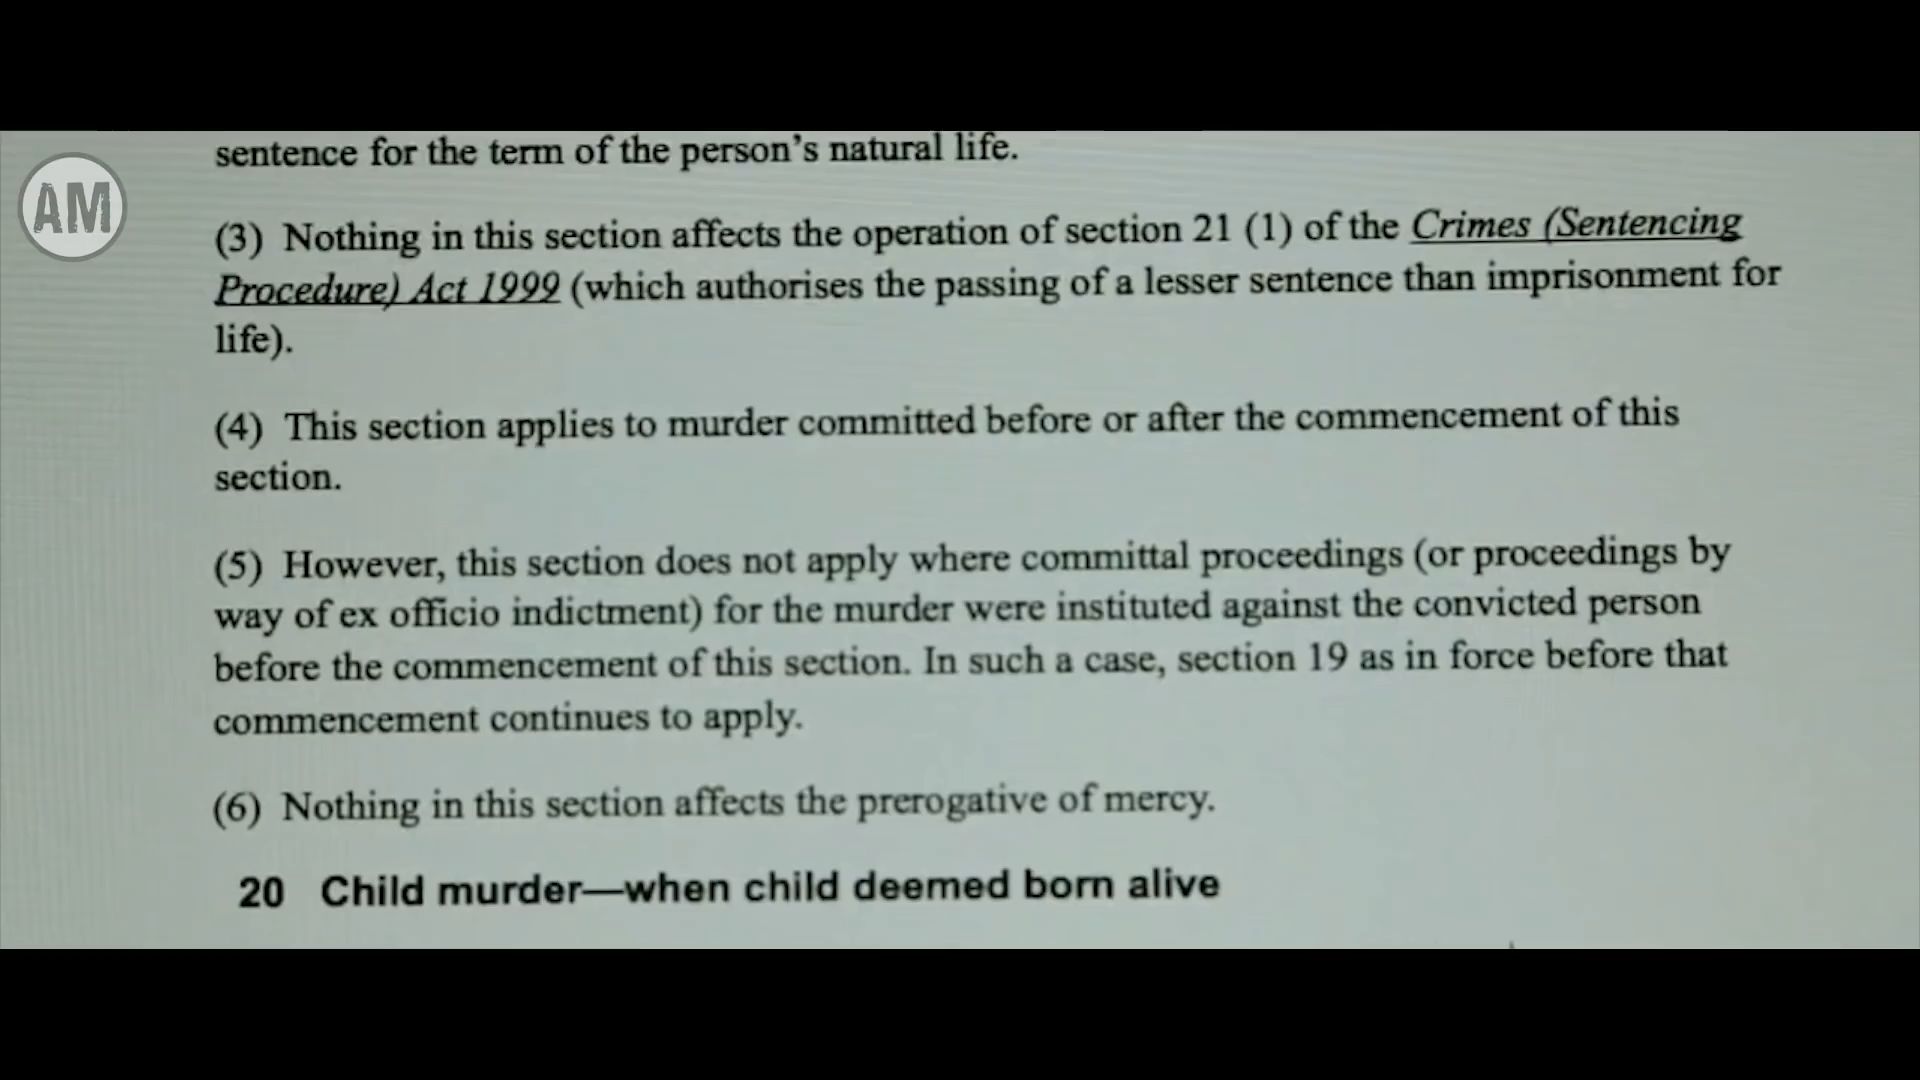 AM
sentence for the term of the person's natural life.
(3) Nothing in this section affects the operation of section 21 (1) of the Crimes (Sentencing
Procedure) Act 1999 (which authorises the passing of a lesser sentence than imprisonment for
life).
(4) This section applies to murder committed before or after the commencement of this
section.
(5) However, this section does not apply where committal proceedings (or proceedings by
way of ex officio indictment) for the murder were instituted against the convicted person
before the commencement of this section. In such a case, section 19 as in force before that
commencement continues to apply.
(6) Nothing in this section affects the prerogative of mercy.
20 Child murder—when child deemed born alive